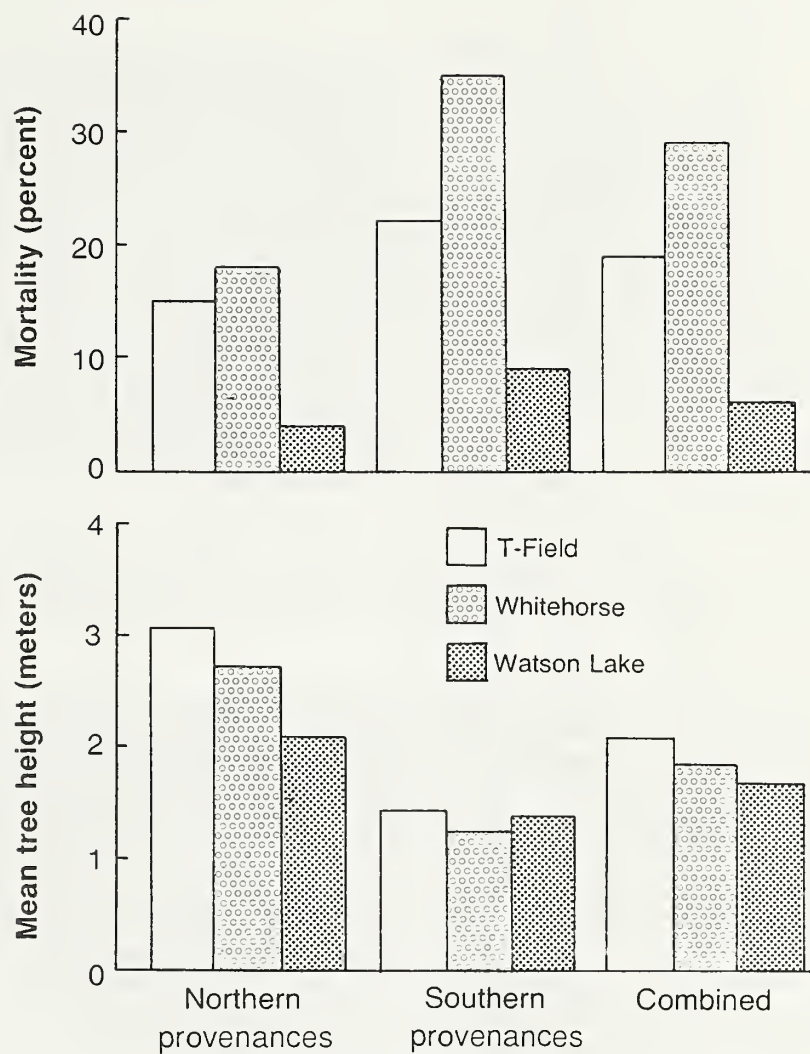 Mortality (percent)
40
30
20
10
0
Mean tree height (meters)
4
3
2
1
0
T-Field
Whitehorse
Watson Lake
Northern
provenances
Southern
provenances
Combined